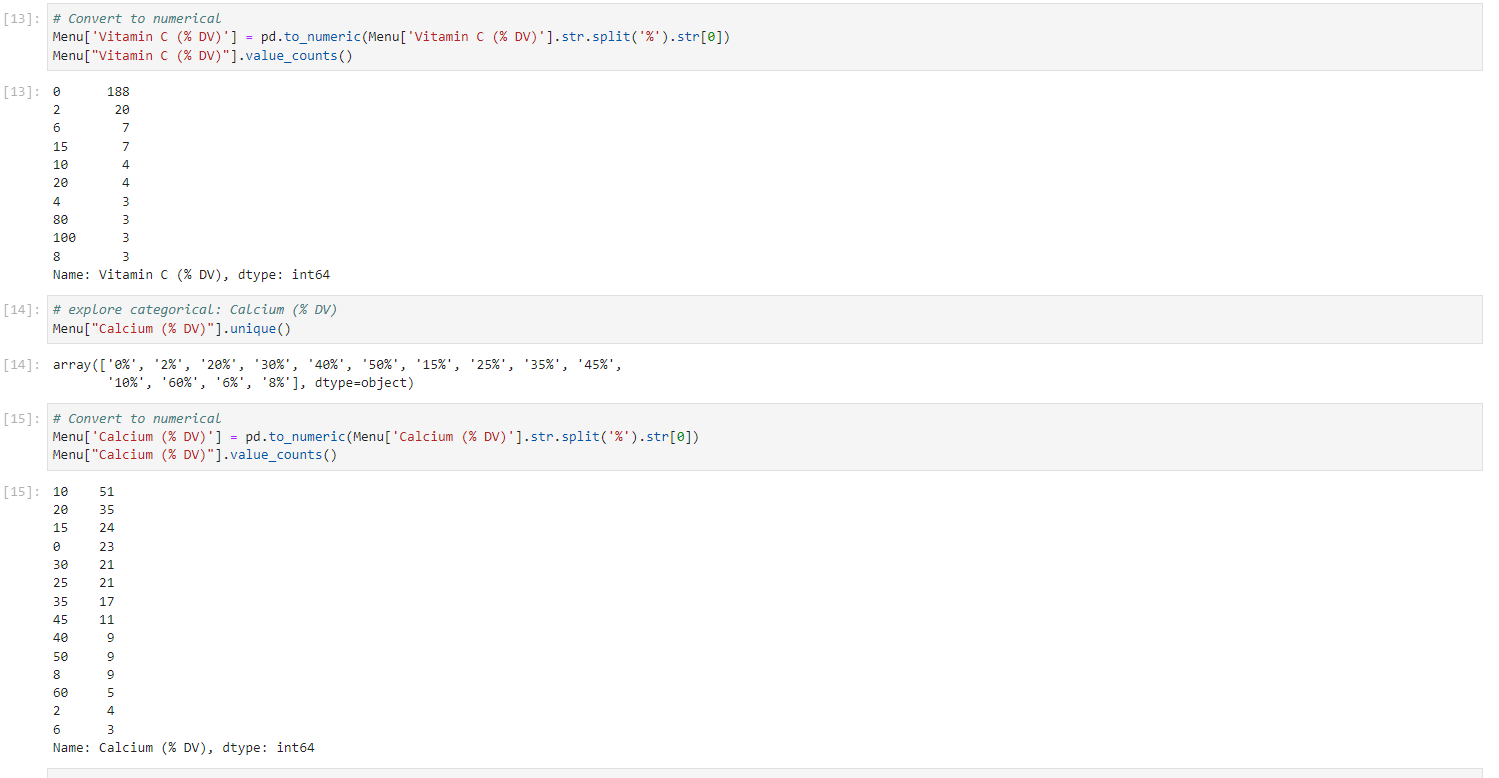 [13]: # Convert to numerical
Menu['Vitamin C (% DV)'] = pd.to_numeric(Menu['Vitamin C (% DV)'].str.split('%').str[0])
Menu["Vitamin C (% DV)"].value_counts()
[13]: 0      188
2       20
6        7
15       7
10       4
20       4
4        3
80       3
100      3
8        3
Name: Vitamin C (% DV), dtype: int64
[14]: # explore categorical: Calcium (% DV)
Menu["Calcium (% DV)"].unique()
[14]: array(['0%', '2%', '20%', '30%', '40%', '50%', '15%', '25%', '35%', '45%',
       '10%', '60%', '6%', '8%'], dtype=object)
[15]: # Convert to numerical
Menu['Calcium (% DV)'] = pd.to_numeric(Menu['Calcium (% DV)'].str.split('%').str[0])
Menu["Calcium (% DV)"].value_counts()
[15]: 10    51
20    35
15    24
0     23
30    21
25    21
35    17
45    11
40     9
50     9
8      9
60     5
2      4
6      3
Name: Calcium (% DV), dtype: int64